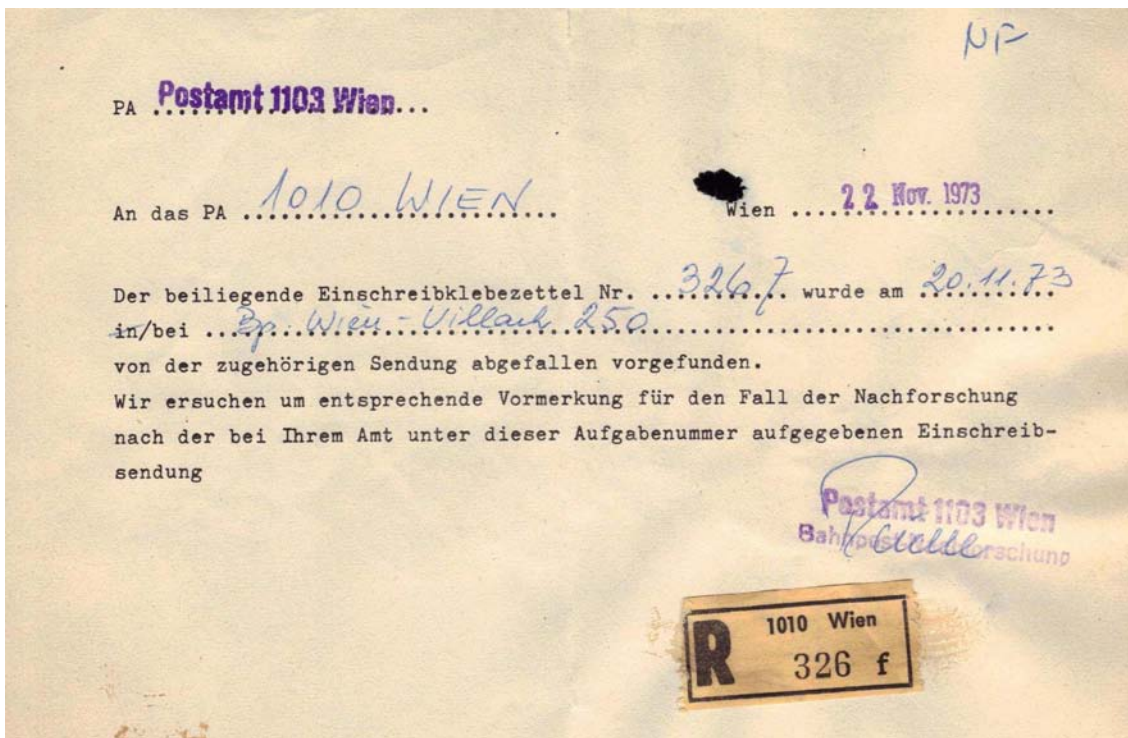 NF
PA Postamt 1103 Wien...
An das PA 1010 WIEN
Wien 22 Nov. 1973
Der beiliegende Einschreibklebezettel Nr. 326 f wurde am 20.11.73
in/bei Bp. Wien - Villach 250
von der zugehörigen Sendung abgefallen vorgefunden.
Wir ersuchen um entsprechende Vormerkung für den Fall der Nachforschung
nach der bei Ihrem Amt unter dieser Aufgabenummer aufgegebenen Einschreib-
sendung
Postamt 1103 Wien
Bahnpost-Nachforschung
R 1010 Wien
326 f